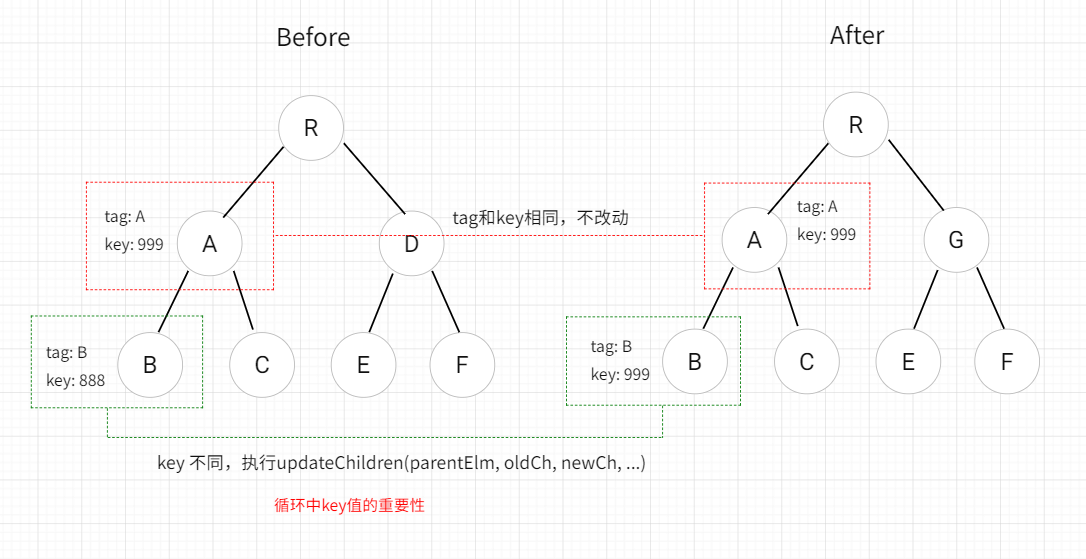 Before
After
R
R
tag: A
key: 999
A
tag和key相同，不改动
D
tag: A
key: 999
A
G
tag: B
key: 888
B
C
E
F
tag: B
key: 999
B
C
E
F
key 不同，执行updateChildren(parentElm, oldCh, newCh, ...)
循环中key值的重要性